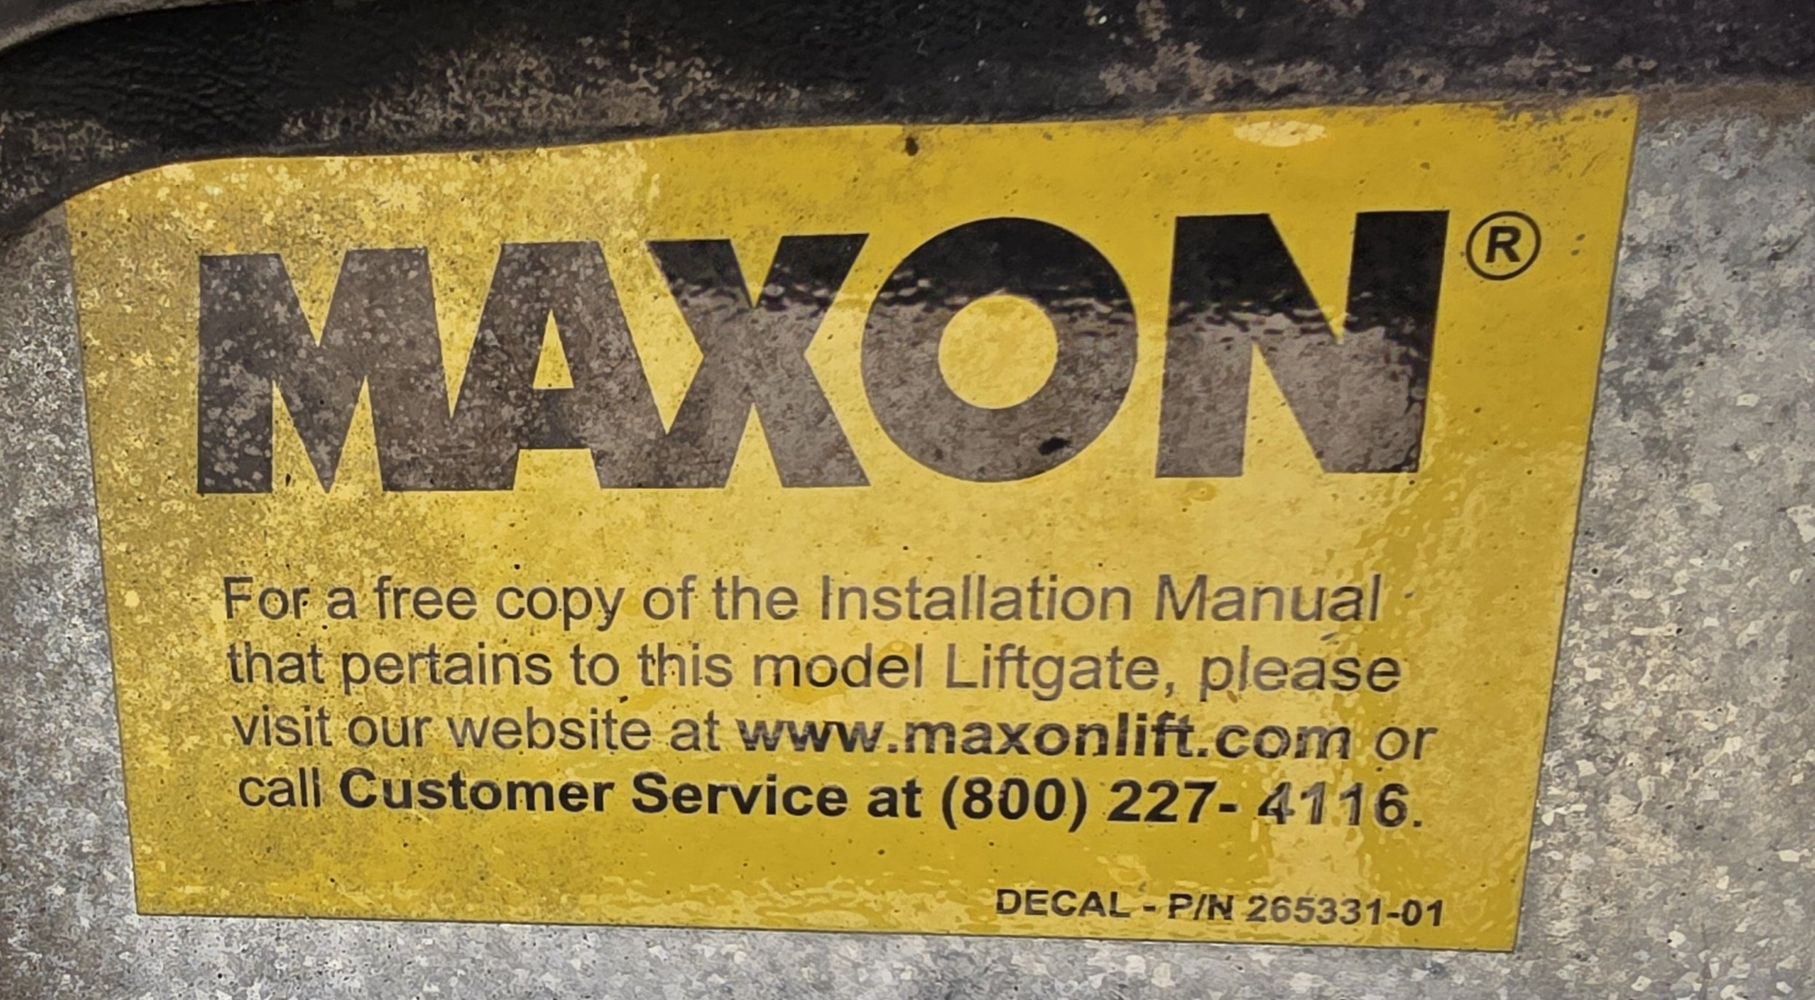 MAXON®
For a free copy of the Installation Manual
that pertains to this model Liftgate, please
visit our website at www.maxonlift.com or
call Customer Service at (800) 227- 4116.
DECAL - P/N 265331-01